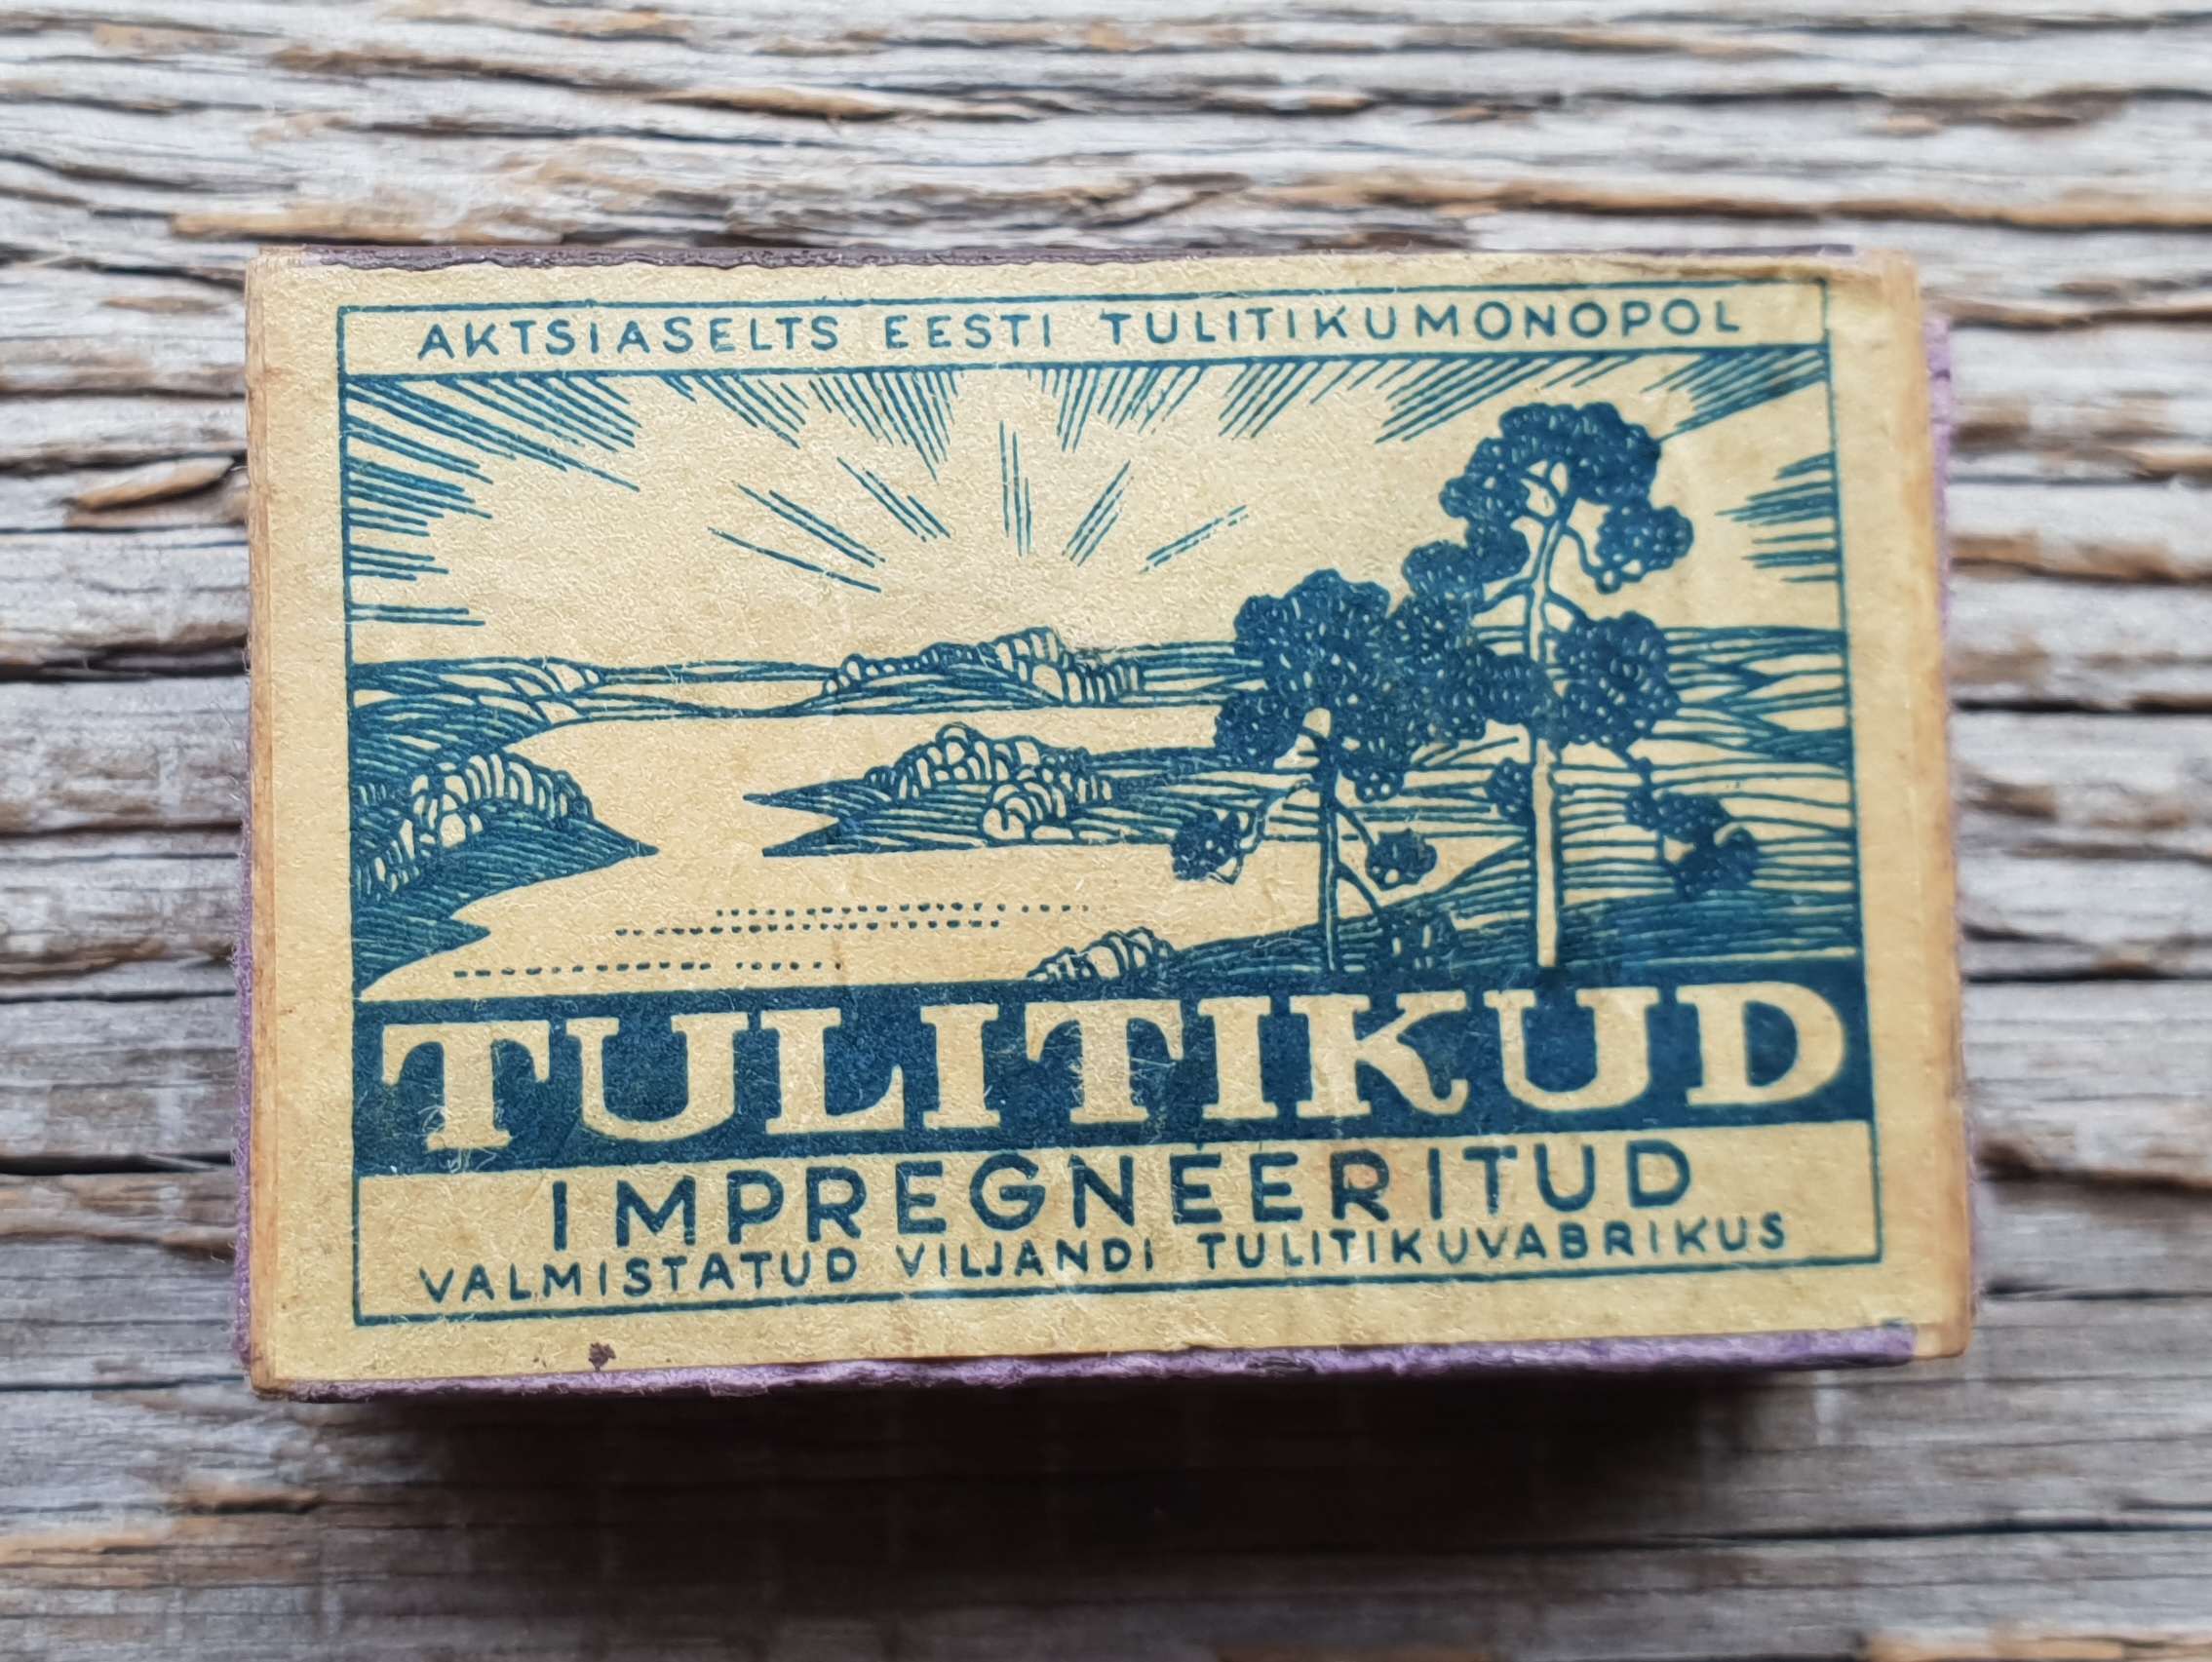 AKTSIASELTS EESTI TULITIKUMONOPOL
TULITIKUD
IMPREGNEERITUD
VALMISTATUD VILJANDI TULITIKUVABRIKUS